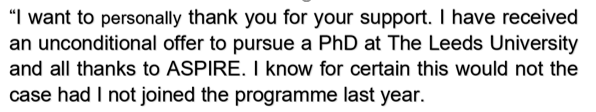 “I want to personally thank you for your support. I have received
an unconditional offer to pursue a PhD at The Leeds University
and all thanks to ASPIRE. I know for certain this would not the
case had I not joined the programme last year.